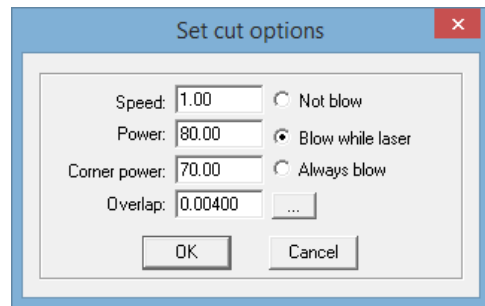 Set cut options
Speed: 1.00 Not blow
Power: 80.00 Blow while laser
Corner power: 70.00 Always blow
Overlap: 0.00400 ...
OK Cancel